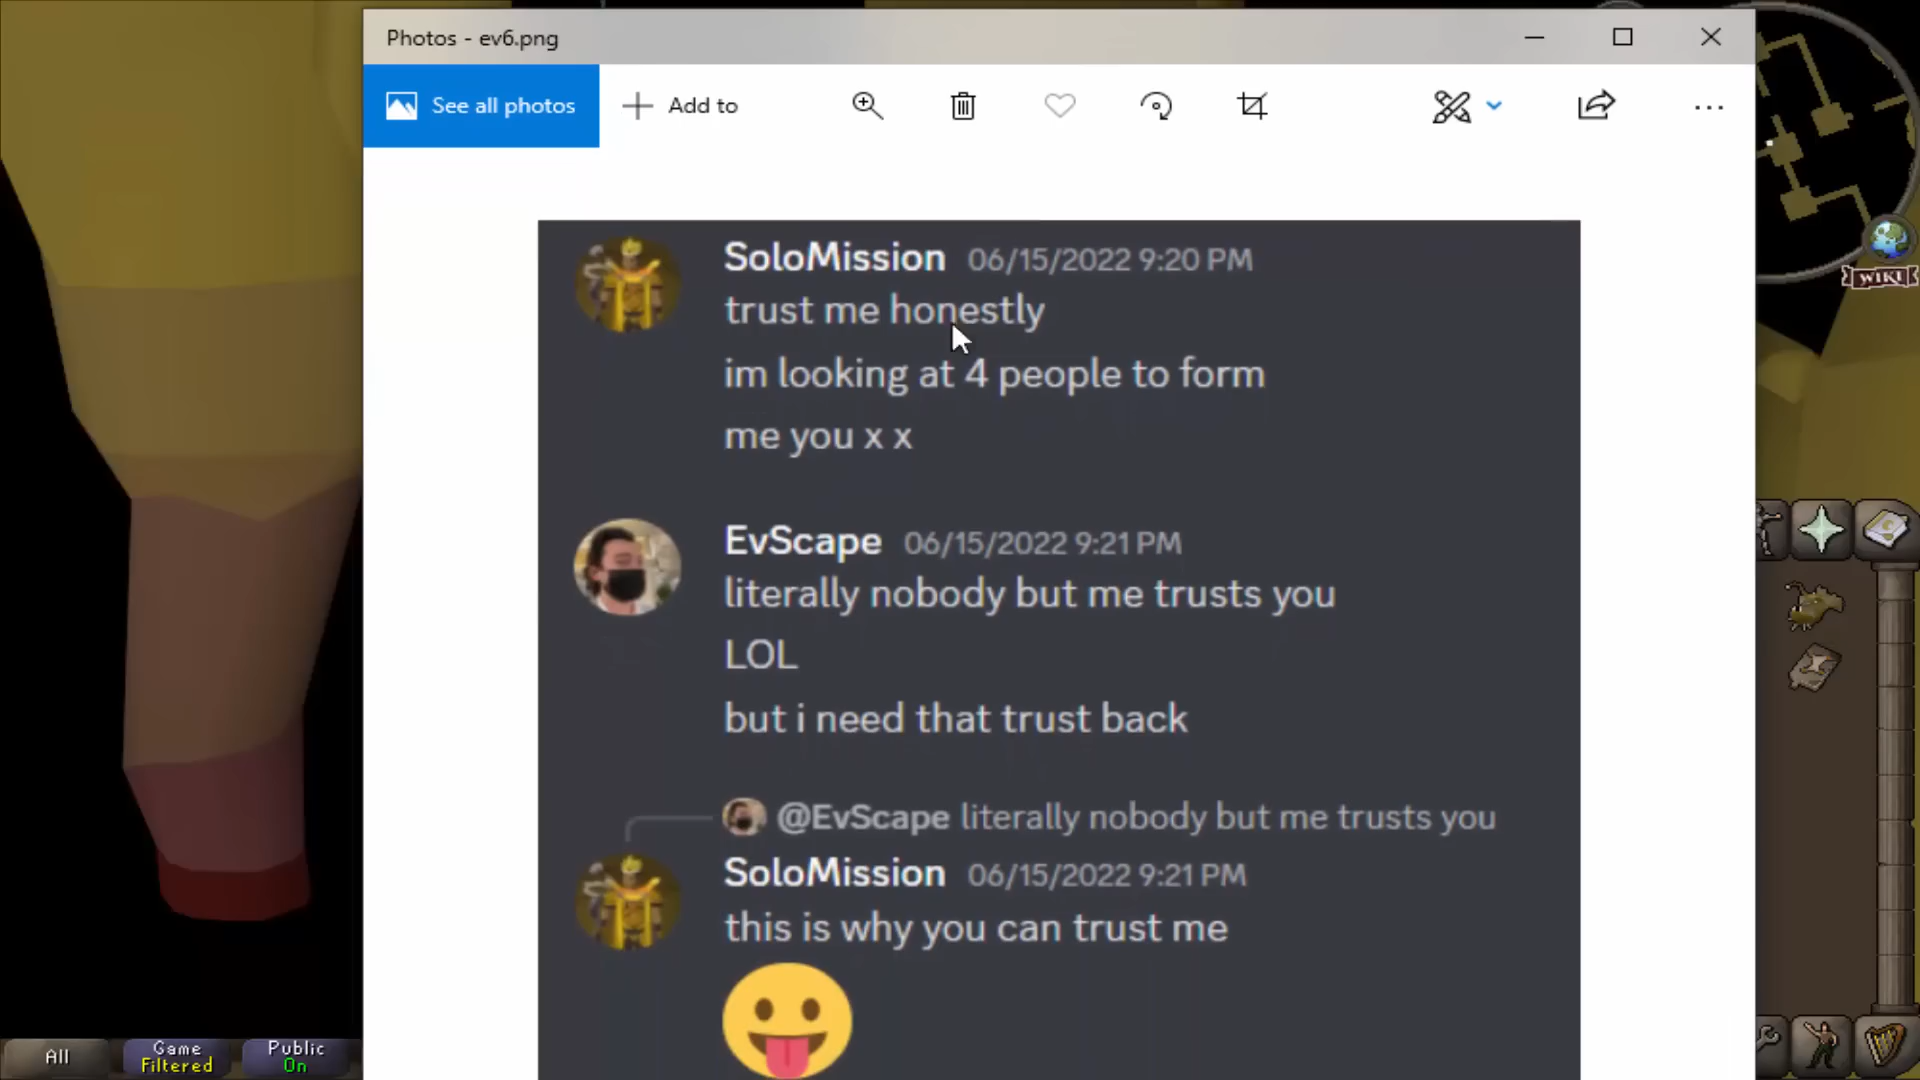 Photos - ev6.png
See all photos
Add to
SoloMission 06/15/2022 9:20 PM
trust me honestly
im looking at 4 people to form
me you x x
EvScape 06/15/2022 9:21 PM
literally nobody but me trusts you
LOL
but i need that trust back
@EvScape literally nobody but me trusts you
SoloMission 06/15/2022 9:21 PM
this is why you can trust me
WIKI
All
Game
Filtered
Public
On